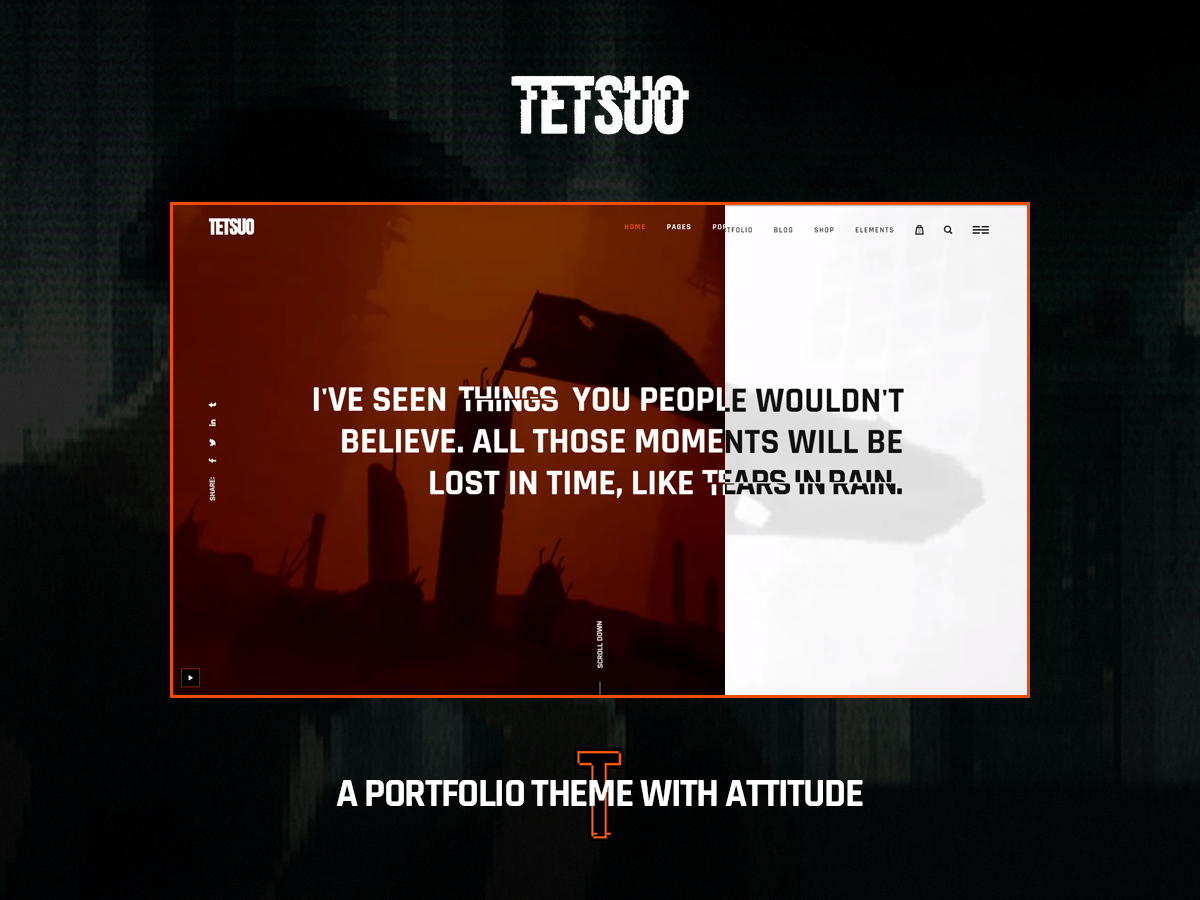 TETSUO
TETSUO
HOME PAGES PORTFOLIO BLOG SHOP ELEMENTS
I'VE SEEN THINGS YOU PEOPLE WOULDN'T
BELIEVE. ALL THOSE MOMENTS WILL BE
LOST IN TIME, LIKE TEARS IN RAIN.
SHARE:
SCROLL DOWN
T
A PORTFOLIO THEME WITH ATTITUDE